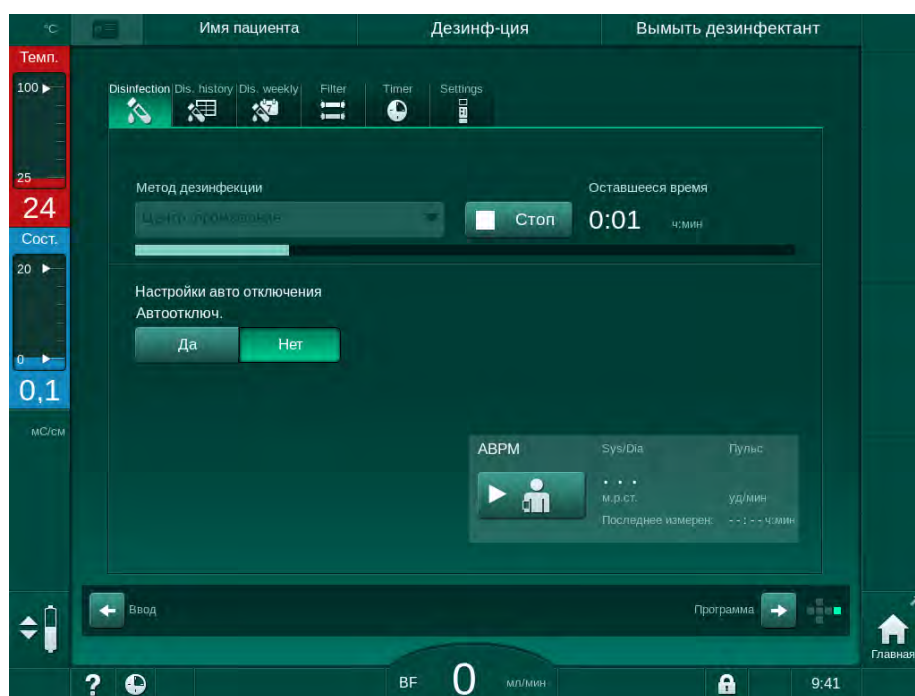 °C Имя пациента Дезинф-ция Вымыть дезинфектант
Темп.
100
Disinfection Dis. history Dis. weekly Filter Timer Settings
7
25
24
Метод дезинфекции Оставшееся время
Центр. промывание Стоп 0:01 ч:мин
Сост.
20
Настройки авто отключения
Автоотключ.
Да Нет
0
0,1
мС/см
ABPM Sys/Dia Пульс
. . .
м.р.ст. уд/мин
Последнее измерен: --:-- ч:мин
Ввод Программа
Главная
? BF 0 мл/мин 9:41